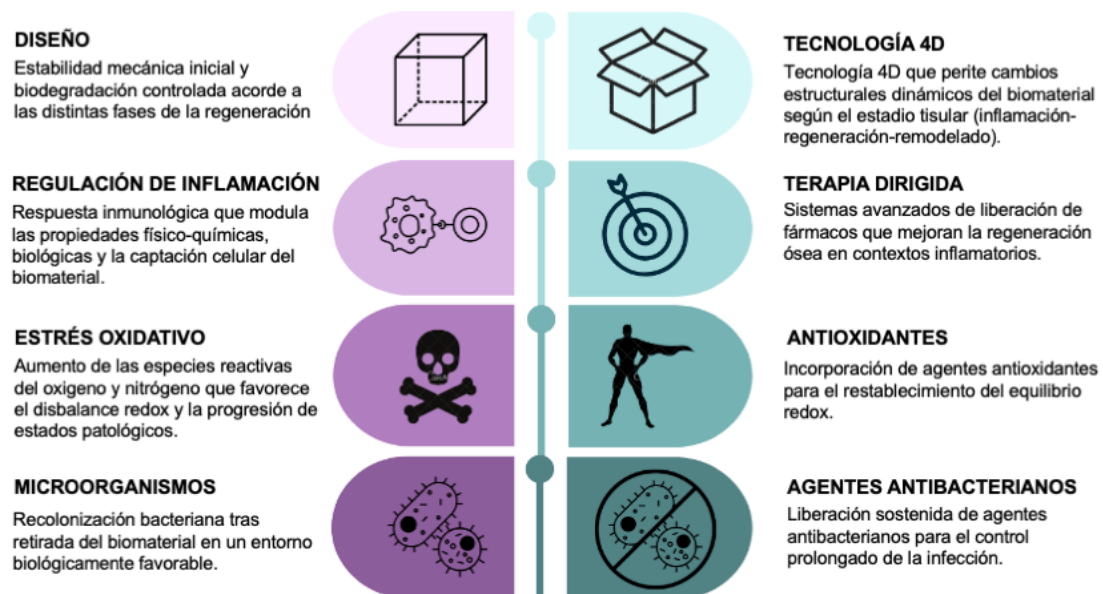 DISEÑO
Estabilidad mecánica inicial y
biodegradación controlada acorde a
las distintas fases de la regeneración
TECNOLOGÍA 4D
Tecnología 4D que perite cambios
estructurales dinámicos del biomaterial
según el estadio tisular (inflamación-
regeneración-remodelado).
REGULACIÓN DE INFLAMACIÓN
Respuesta inmunológica que modula
las propiedades físico-químicas,
biológicas y la captación celular del
biomaterial.
TERAPIA DIRIGIDA
Sistemas avanzados de liberación de
fármacos que mejoran la regeneración
ósea en contextos inflamatorios.
ESTRÉS OXIDATIVO
Aumento de las especies reactivas
del oxigeno y nitrógeno que favorece
el disbalance redox y la progresión de
estados patológicos.
ANTIOXIDANTES
Incorporación de agentes antioxidantes
para el restablecimiento del equilibrio
redox.
MICROORGANISMOS
Recolonización bacteriana tras
retirada del biomaterial en un entorno
biológicamente favorable.
AGENTES ANTIBACTERIANOS
Liberación sostenida de agentes
antibacterianos para el control
prolongado de la infección.